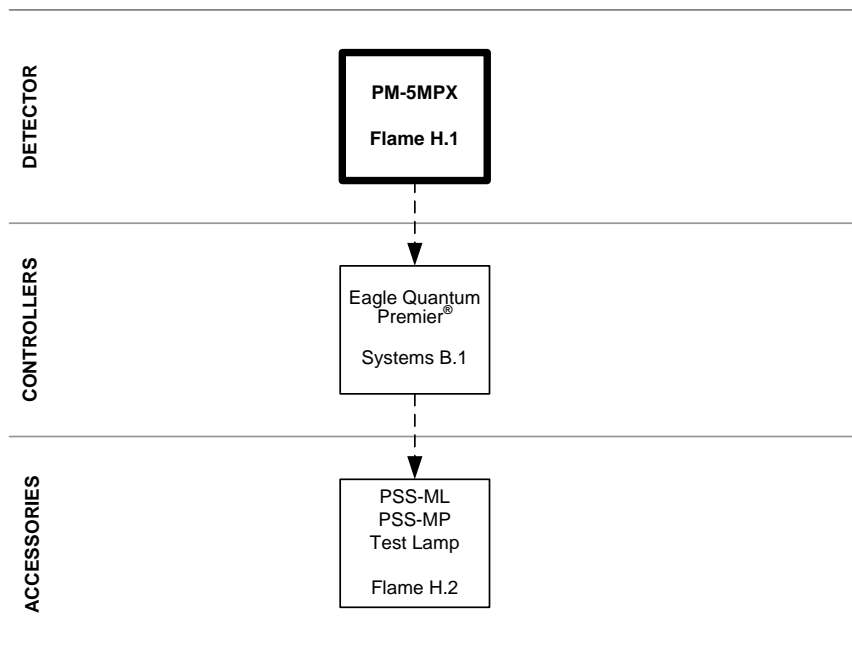 DETECTOR
PM-5MPX
Flame H.1
CONTROLLERS
Eagle Quantum
Premier®
Systems B.1
ACCESSORIES
PSS-ML
PSS-MP
Test Lamp
Flame H.2